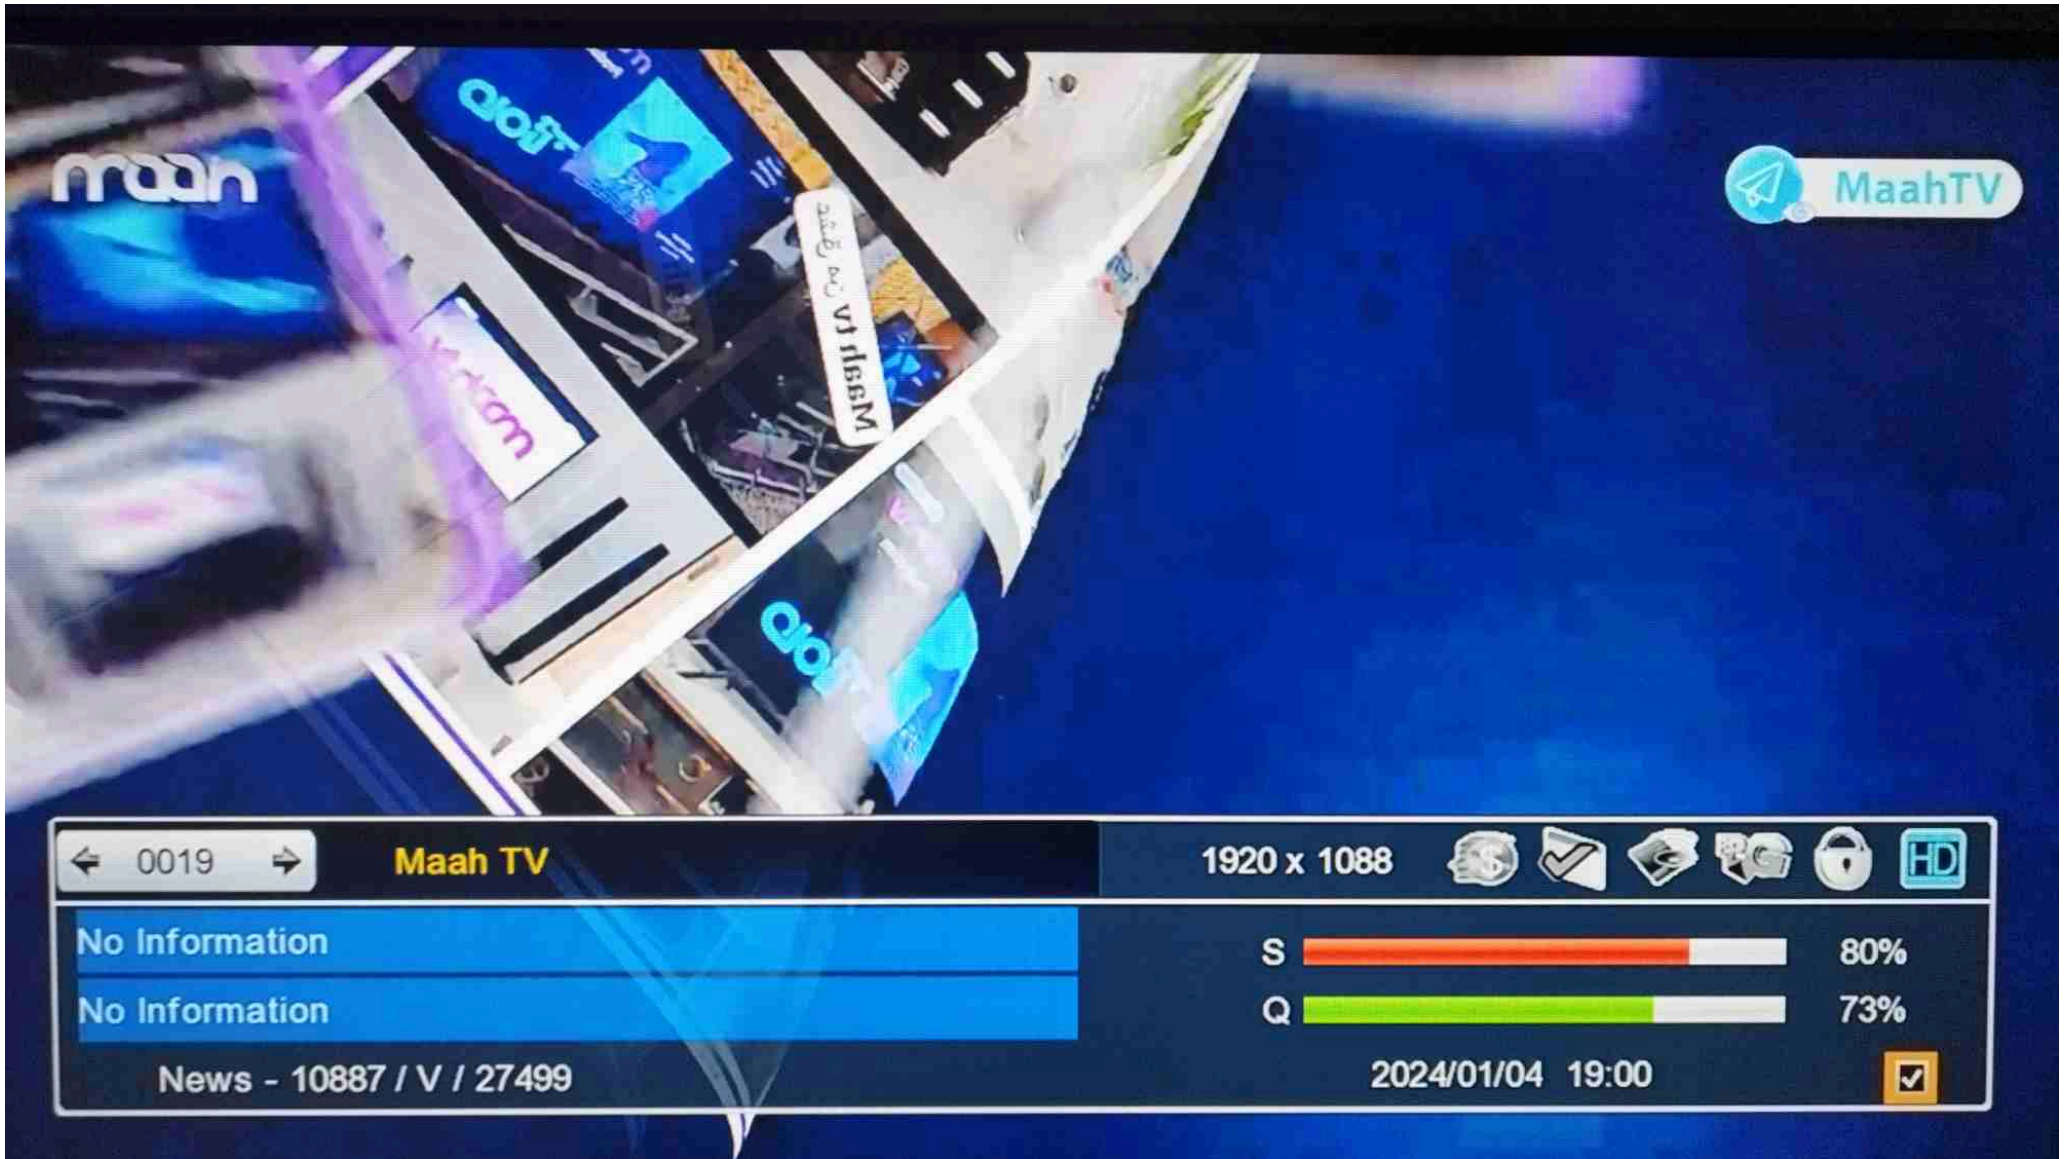 maah
MaahTV
Maah tv
0019
Maah TV
1920 x 1088
HD
No Information
No Information
S
80%
Q
73%
News - 10887 / V / 27499
2024/01/04 19:00